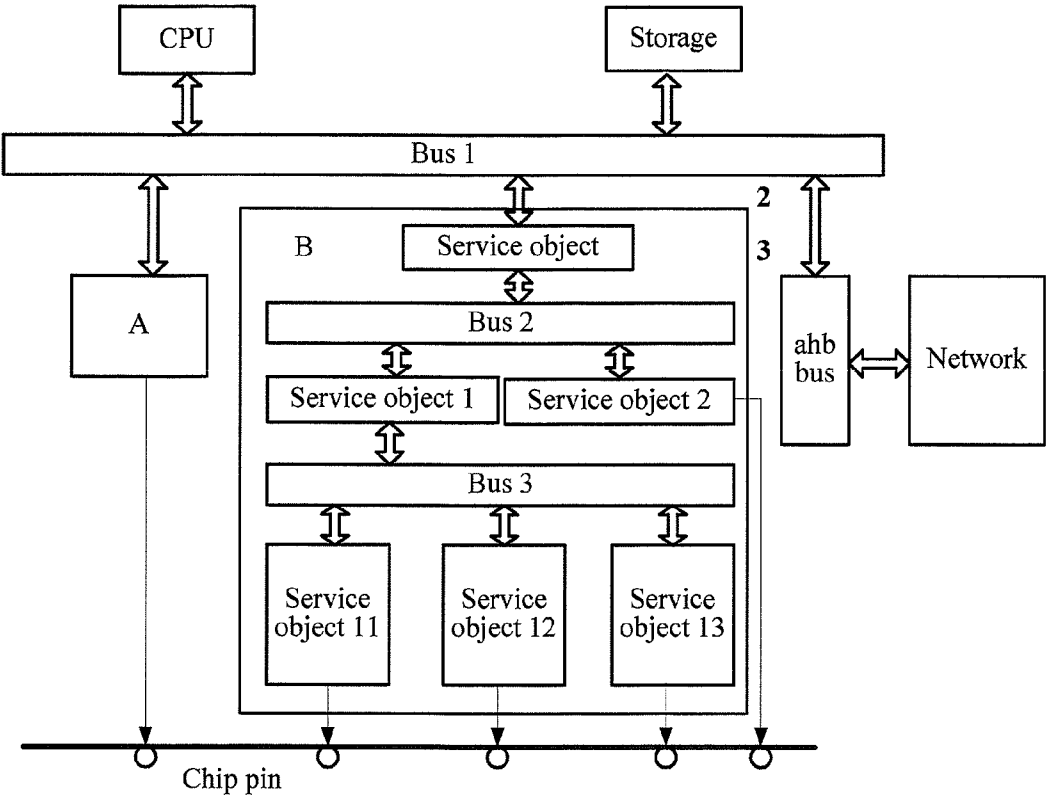 CPU
Storage
Bus 1
2
B
Service object
3
A
Bus 2
ahb
bus
Network
Service object 1
Service object 2
Bus 3
Service
object 11
Service
object 12
Service
object 13
Chip pin